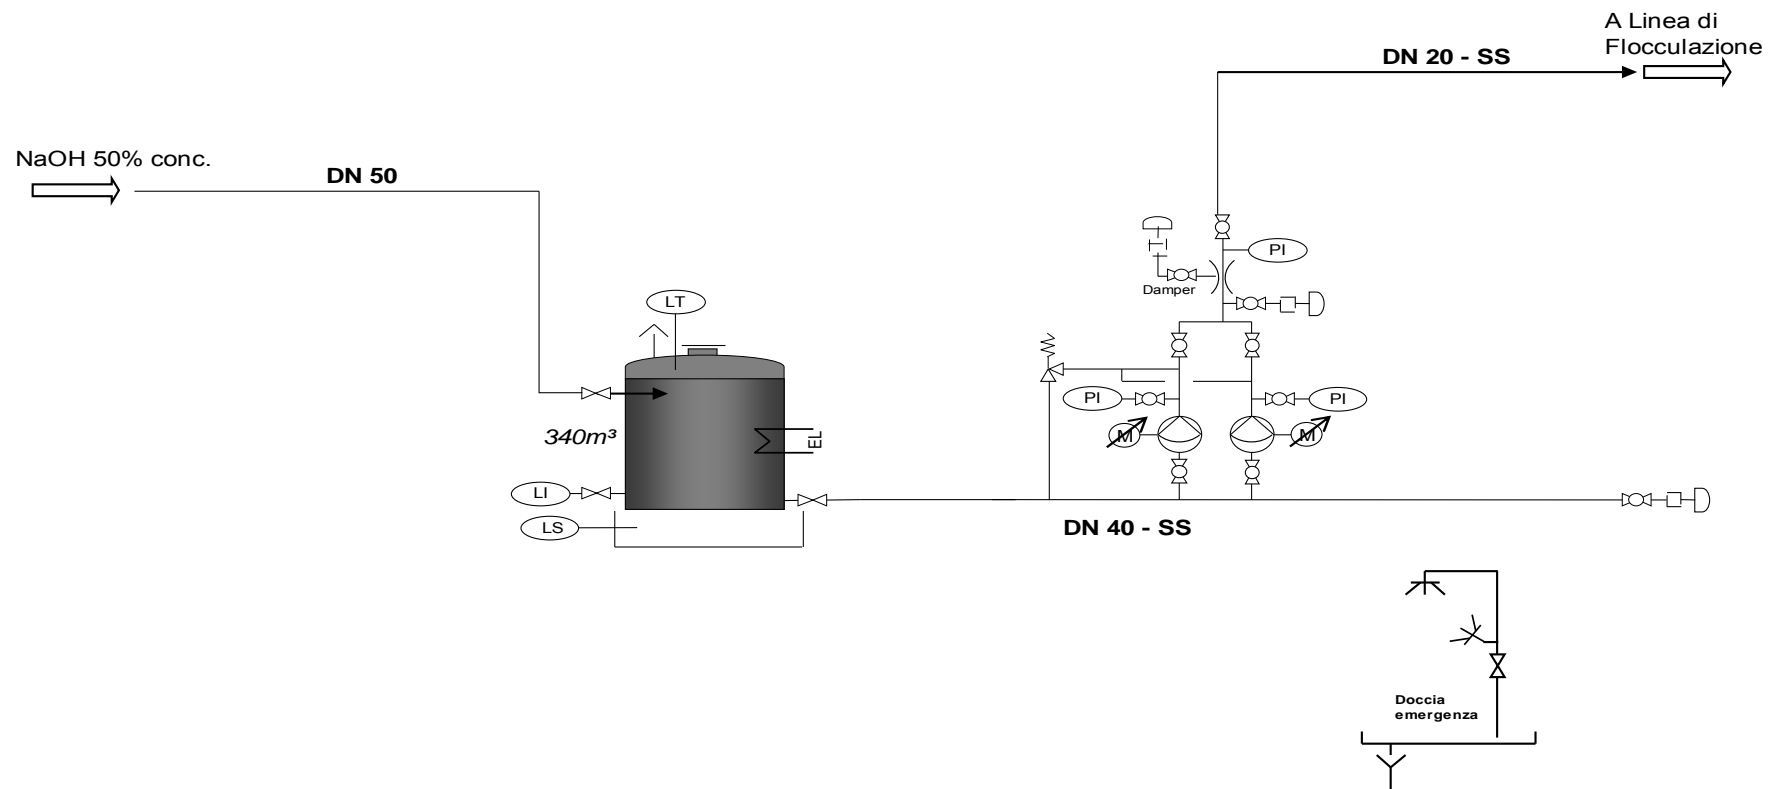 A Linea di
Flocculazione
DN 20 - SS
NaOH 50% conc.
DN 50
PI
Damper
LT
PI
PI
340m³
M
M
EL
LI
LS
DN 40 - SS
Doccia
emergenza